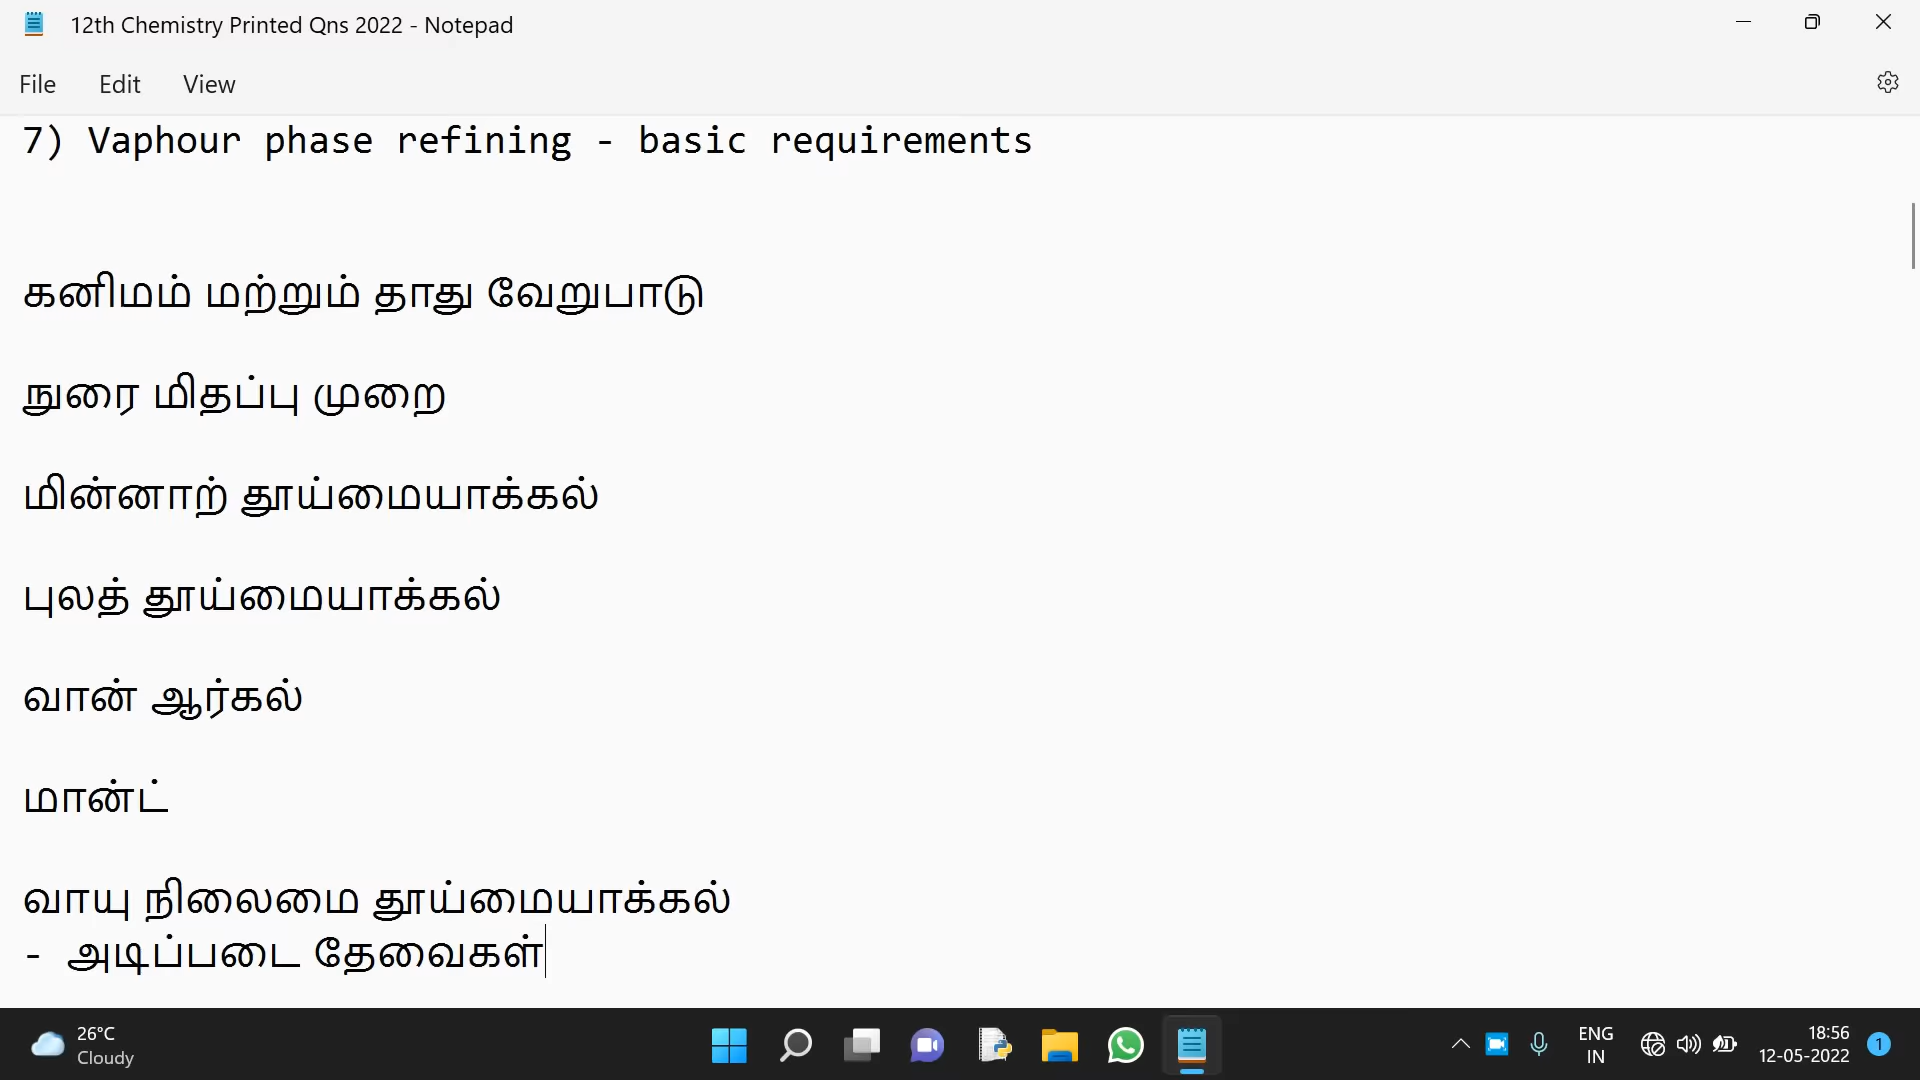 12th Chemistry Printed Qns 2022 - Notepad
File Edit View
7) Vaphour phase refining - basic requirements
கனிமம் மற்றும் தாது வேறுபாடு
நுரை மிதப்பு முறை
மின்னாற் தூய்மையாக்கல்
புலத் தூய்மையாக்கல்
வான் ஆர்கல்
மான்ட்
வாயு நிலைமை தூய்மையாக்கல்
- அடிப்படை தேவைகள்
26°C
Cloudy
ENG
IN
18:56
12-05-2022
1